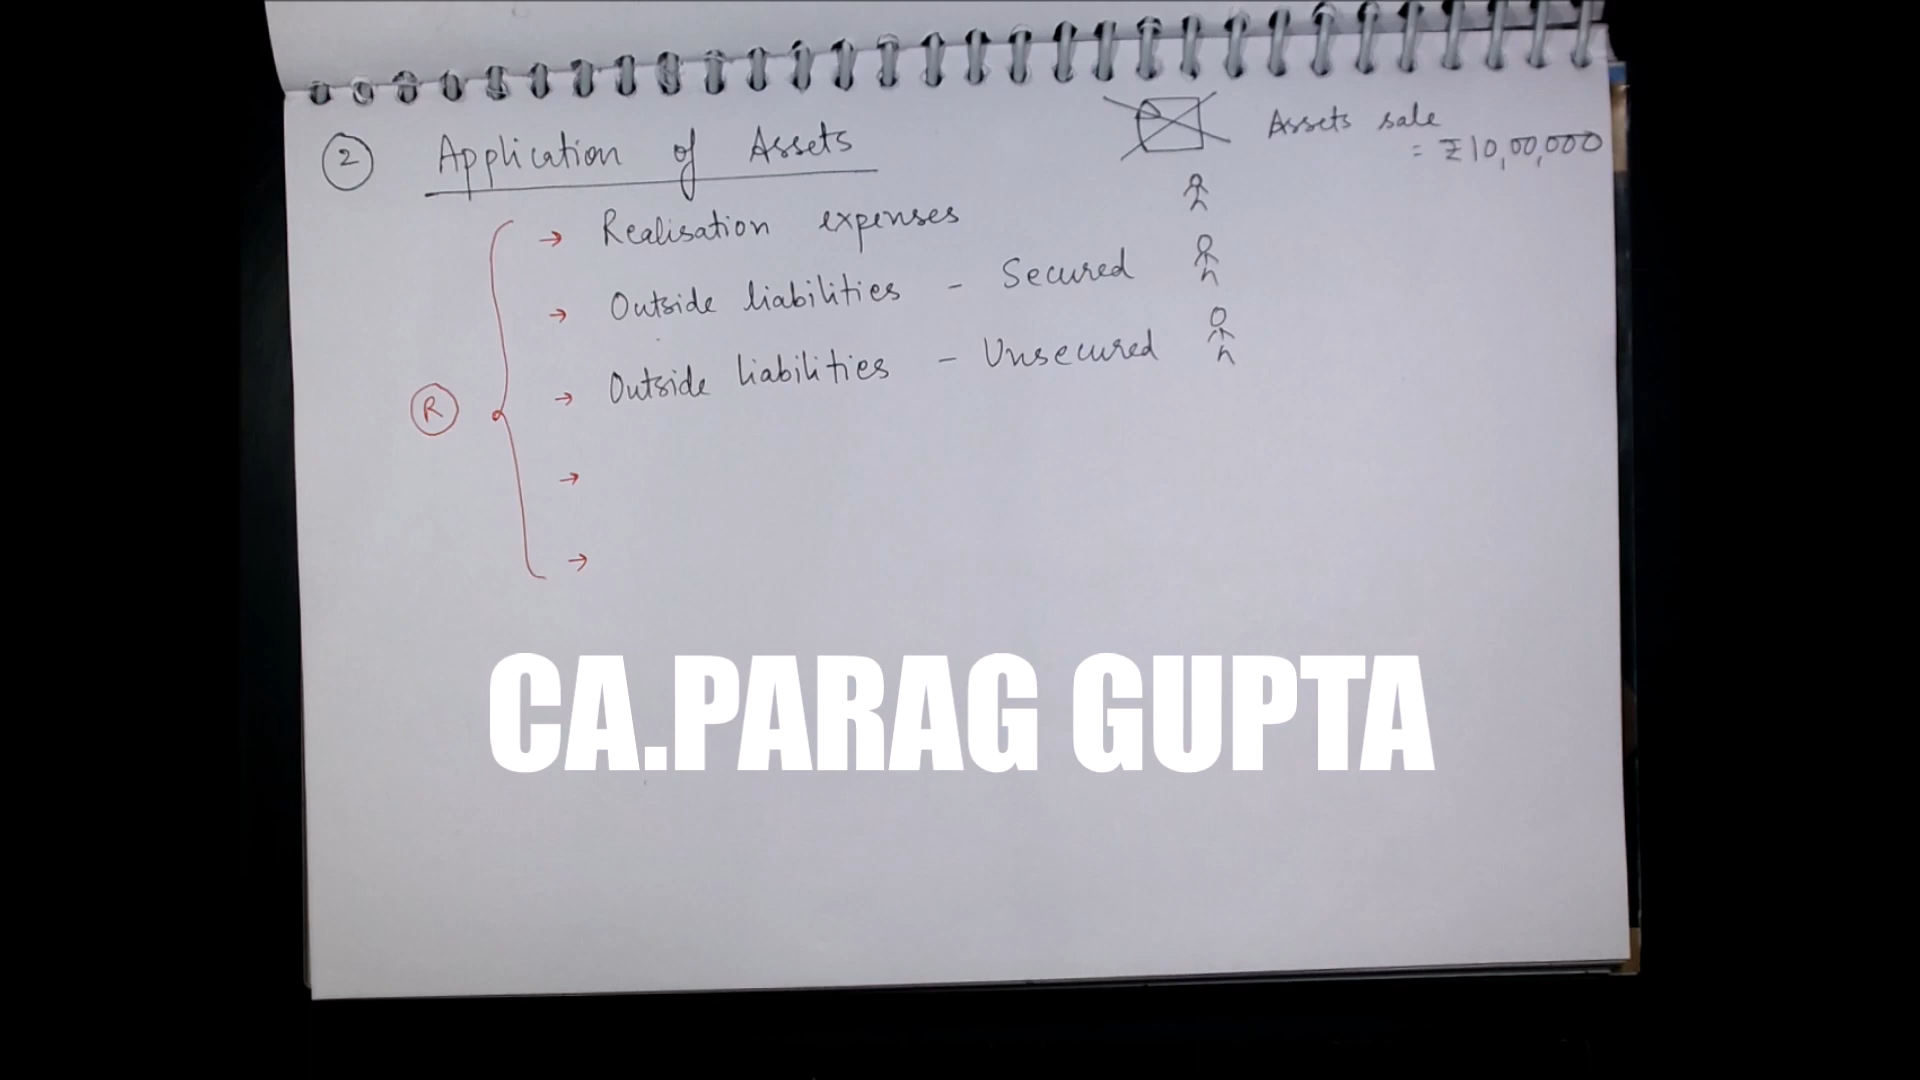 ② Application of Assets
Assets sale
= ₹10,00,000
→ Realisation expenses
→ Outside liabilities - Secured
Ⓡ
→ Outside liabilities - Unsecured
→
→
CA.PARAG GUPTA